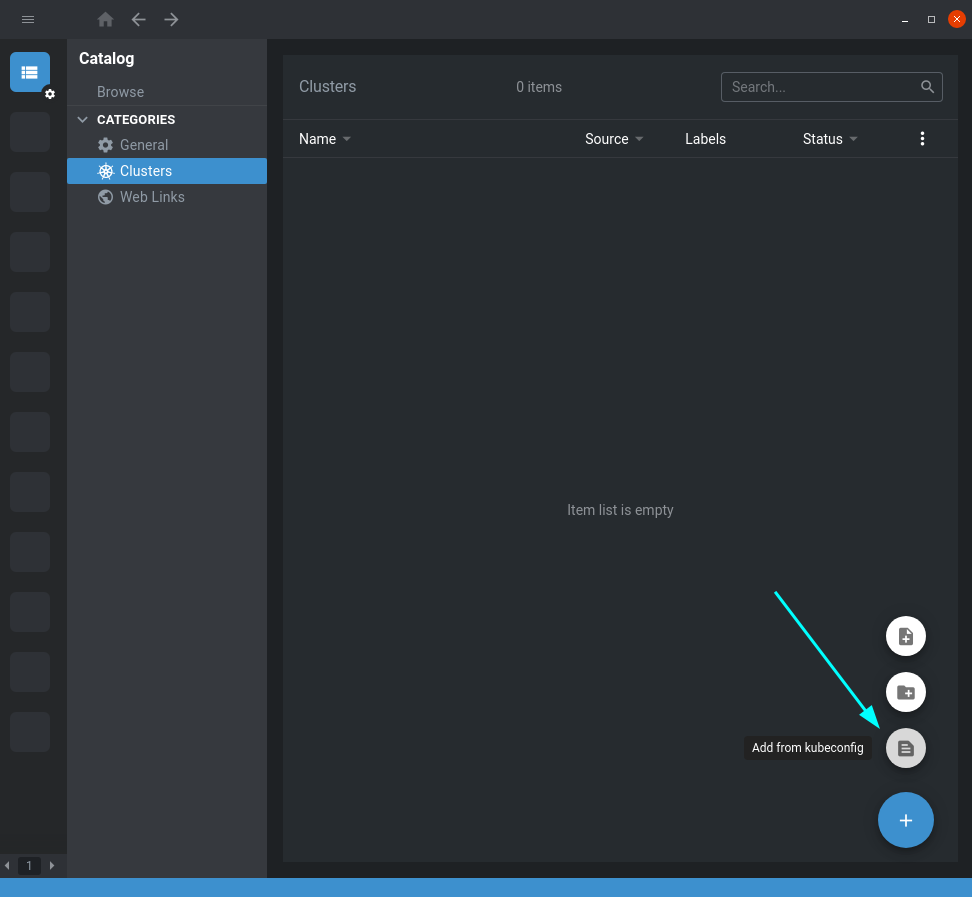 Catalog
Browse
CATEGORIES
General
Clusters
Web Links
Clusters 0 items Search...
Name Source Labels Status
Item list is empty
Add from kubeconfig
1